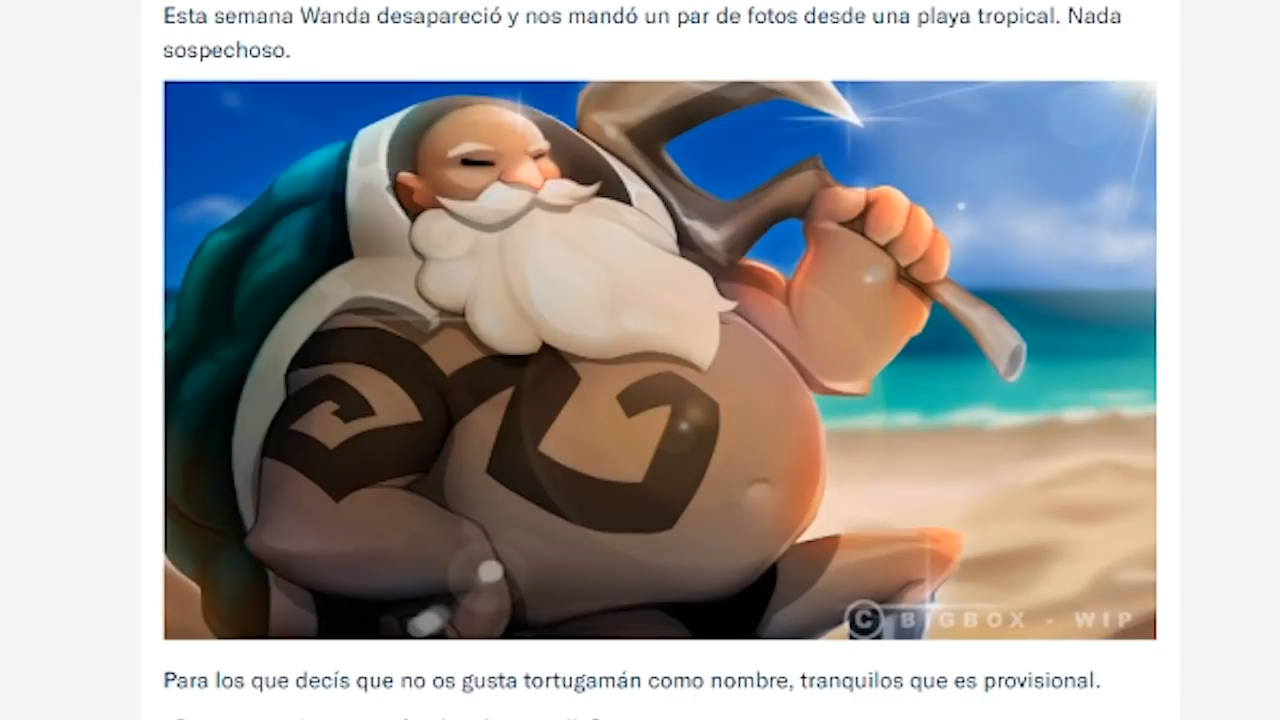 Esta semana Wanda desapareció y nos mandó un par de fotos desde una playa tropical. Nada
sospechoso.
© BIGBOX - WIP
Para los que decís que no os gusta tortugamán como nombre, tranquilos que es provisional.